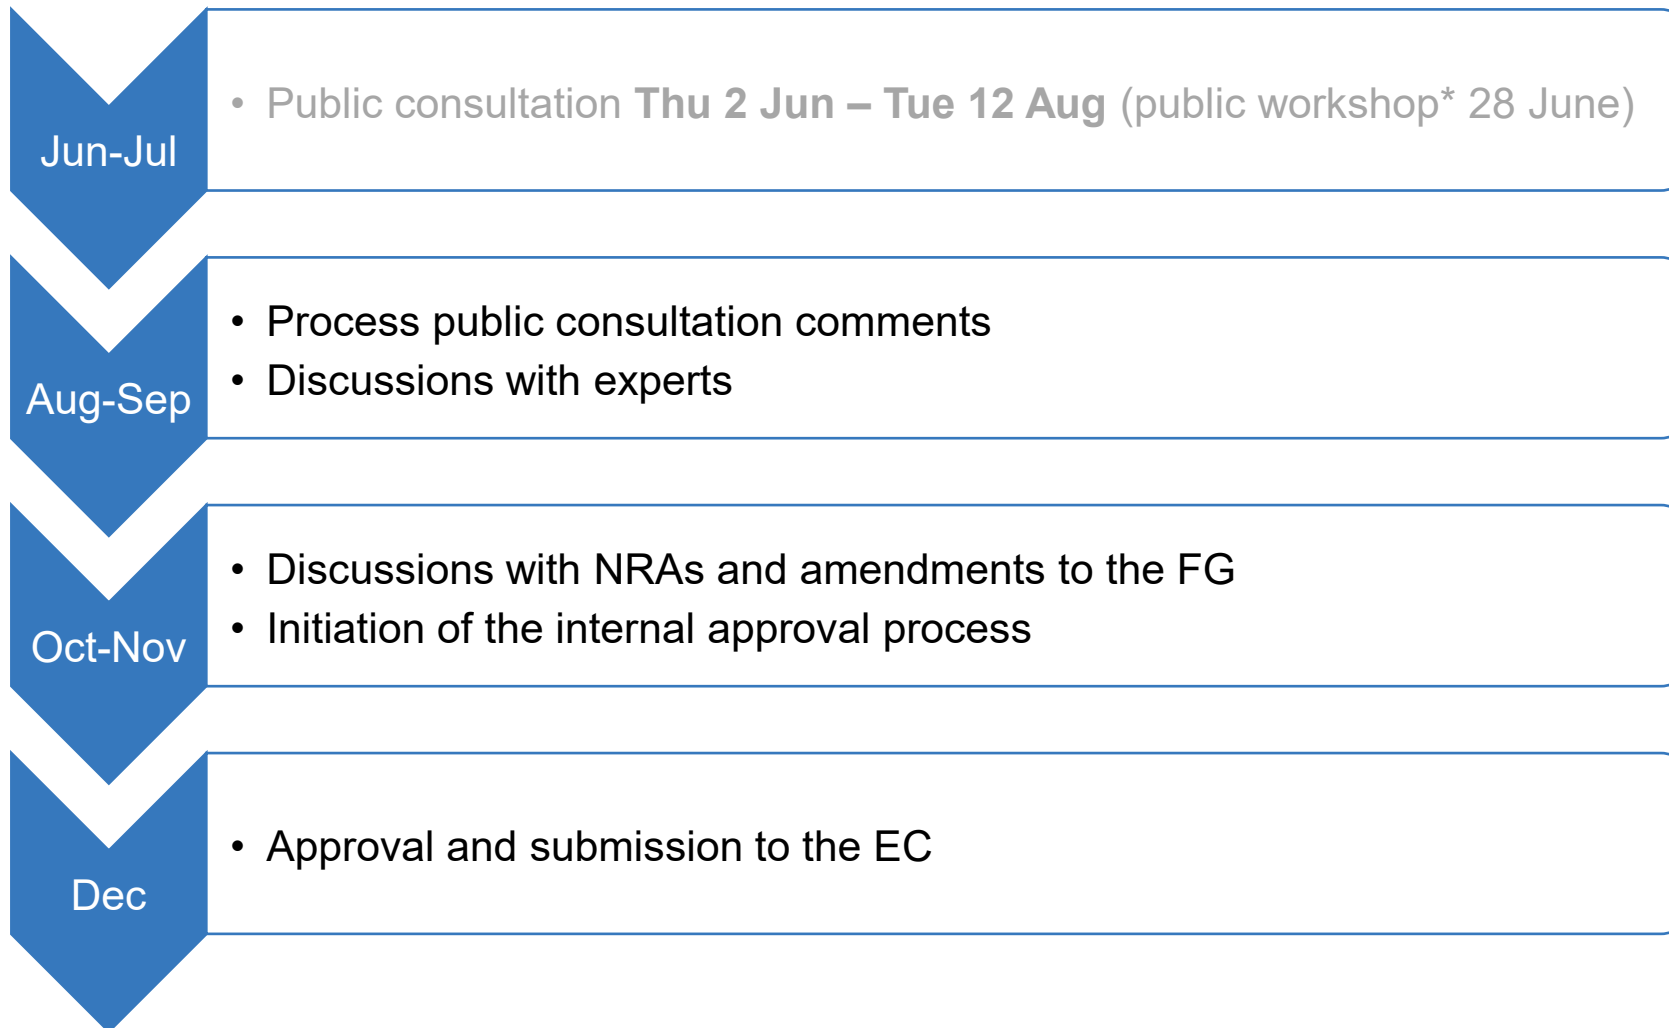 Jun-Jul
• Public consultation Thu 2 Jun – Tue 12 Aug (public workshop* 28 June)
Aug-Sep
• Process public consultation comments
• Discussions with experts
Oct-Nov
• Discussions with NRAs and amendments to the FG
• Initiation of the internal approval process
Dec
• Approval and submission to the EC